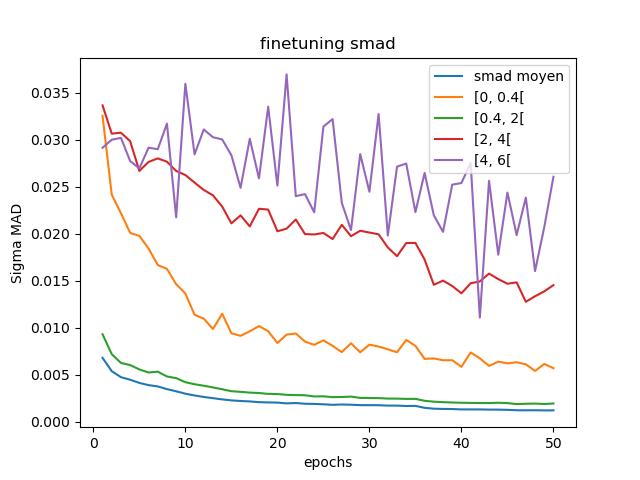 finetuning smad
smad moyen
[0, 0.4[
[0.4, 2[
[2, 4[
[4, 6[
Sigma MAD
0.035
0.030
0.025
0.020
0.015
0.010
0.005
0.000
0 10 20 30 40 50
epochs